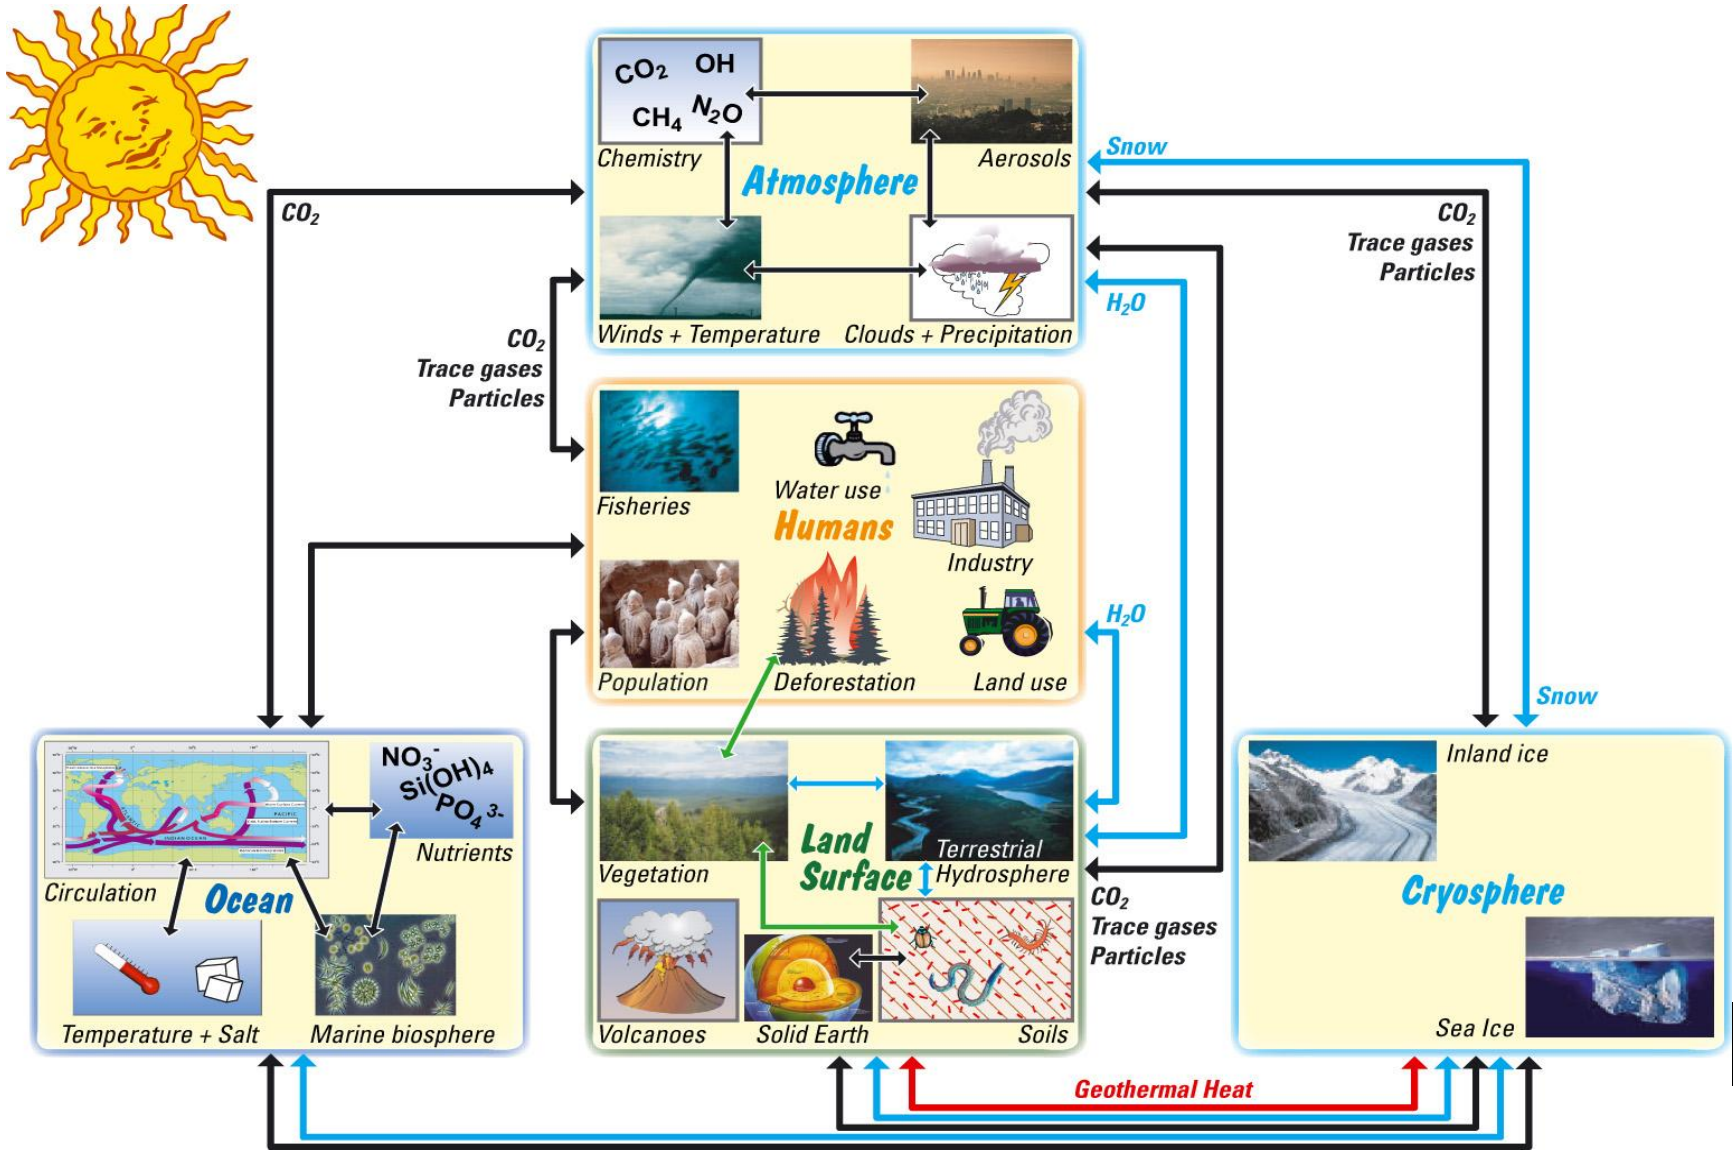 CO₂ OH
CH₄ N₂O
Chemistry
Aerosols
Atmosphere
Winds + Temperature
Clouds + Precipitation
Snow
CO₂
CO₂
Trace gases
Particles
H₂O
CO₂
Trace gases
Particles
Fisheries
Water use
Humans
Industry
Population
Deforestation
Land use
H₂O
Snow
NO₃⁻
Si(OH)₄
PO₄³⁻
Nutrients
PACIFIC
INDIAN OCEAN
Circulation
Ocean
Temperature + Salt
Marine biosphere
Vegetation
Land
Surface
Terrestrial
Hydrosphere
Volcanoes
Solid Earth
Soils
CO₂
Trace gases
Particles
Inland ice
Cryosphere
Sea Ice
Geothermal Heat